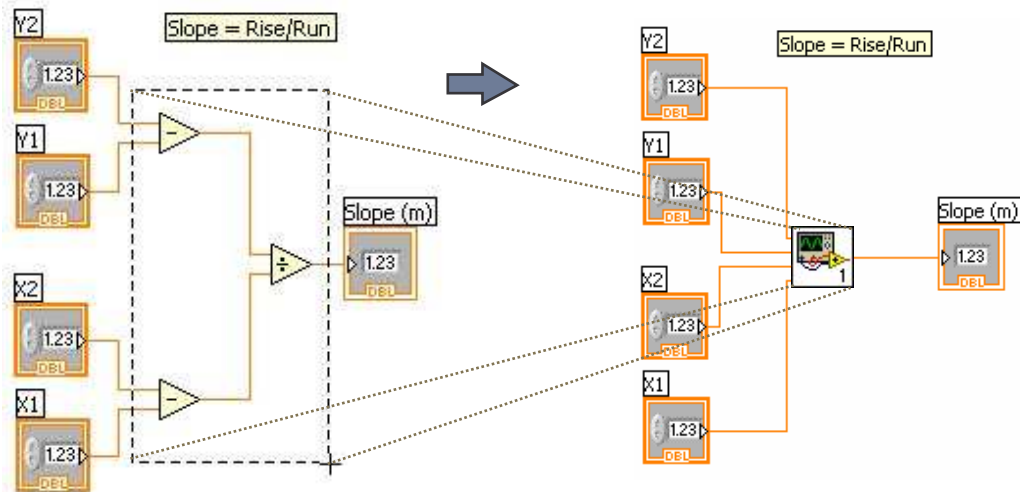 Y2
Slope = Rise/Run
1.23
DBL
Y1
1.23
DBL
-
÷
Slope (m)
1.23
DBL
X2
1.23
DBL
-
X1
1.23
DBL
Y2
Slope = Rise/Run
1.23
DBL
Y1
1.23
DBL
1
Slope (m)
1.23
DBL
X2
1.23
DBL
X1
1.23
DBL